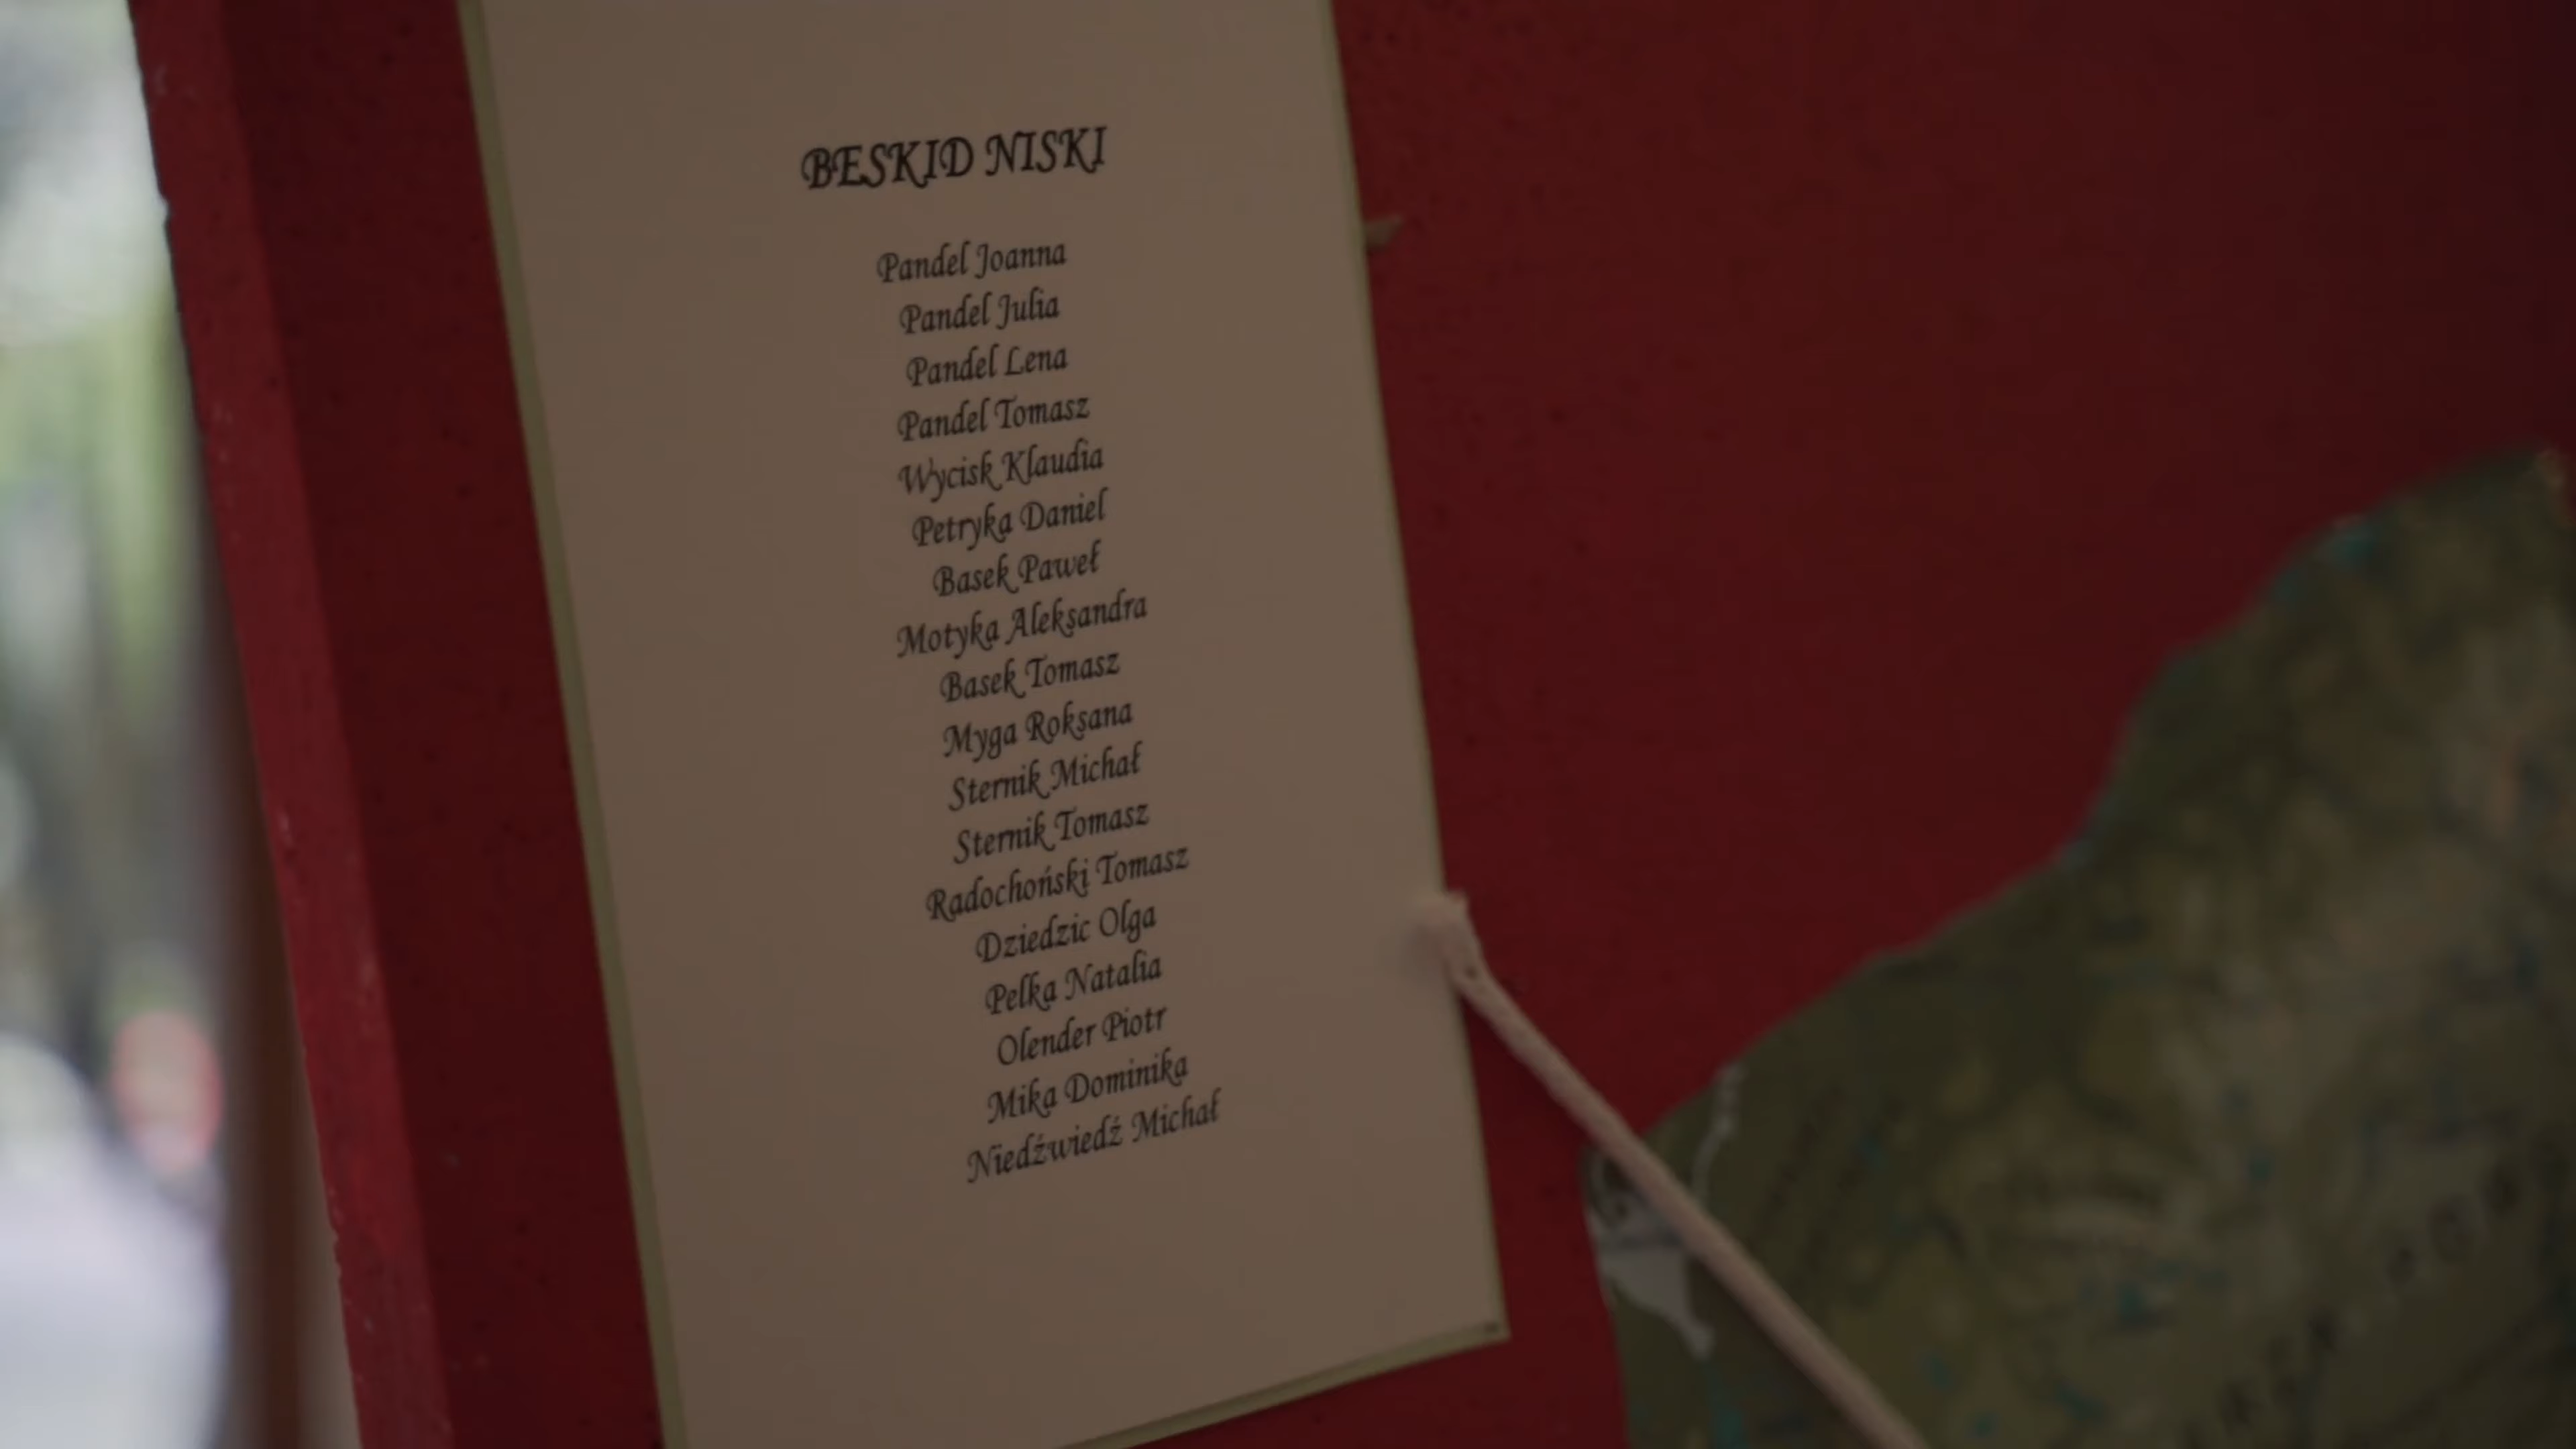 BESKID NISKI
Pandel Joanna
Pandel Julia
Pandel Lena
Pandel Tomasz
Wycisk Klaudia
Petryka Daniel
Basek Paweł
Motyka Aleksandra
Basek Tomasz
Myga Roksana
Sternik Michał
Sternik Tomasz
Radochoński Tomasz
Dziedzic Olga
Pelka Natalia
Olender Piotr
Mika Dominika
Niedźwiedź Michał